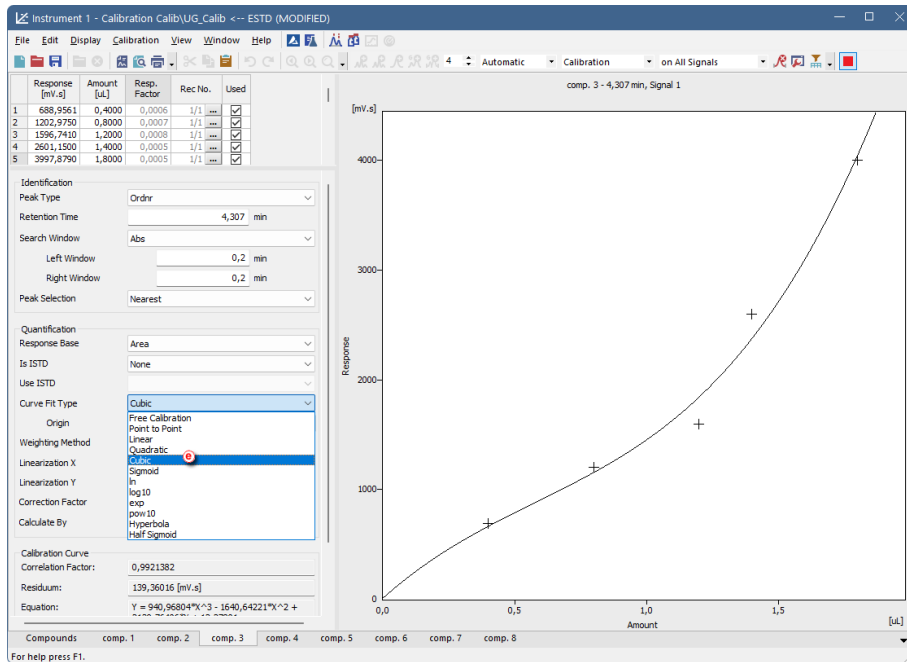 Instrument 1 - Calibration Calib\UG_Calib <-- ESTD (MODIFIED)
File Edit Display Calibration View Window Help
4 Automatic Calibration on All Signals
Response [mV.s] Amount [uL] Resp. Factor Rec No. Used
1 688,9561 0,4000 0,0006 1/1 ...
2 1202,9750 0,8000 0,0007 1/1 ...
3 1596,7410 1,2000 0,0008 1/1 ...
4 2601,1500 1,4000 0,0005 1/1 ...
5 3997,8790 1,8000 0,0005 1/1 ...
Identification
Peak Type Ordnr
Retention Time 4,307 min
Search Window Abs
Left Window 0,2 min
Right Window 0,2 min
Peak Selection Nearest
Quantification
Response Base Area
Is ISTD None
Use ISTD
Curve Fit Type Cubic
Origin
Weighting Method
Linearization X
Linearization Y
Correction Factor
Calculate By
Free Calibration
Point to Point
Linear
Quadratic
Cubic
e
Sigmoid
ln
log10
exp
pow10
Hyperbola
Half Sigmoid
Calibration Curve
Correlation Factor: 0,9921382
Residuum: 139,36016 [mV.s]
Equation: Y = 940,96804*X^3 - 1640,64221*X^2 +
comp. 3 - 4,307 min, Signal 1
[mV.s]
4000
3000
Response
2000
1000
0
0,0 0,5 1,0 1,5
Amount
[uL]
Compounds comp. 1 comp. 2 comp. 3 comp. 4 comp. 5 comp. 6 comp. 7 comp. 8
For help press F1.